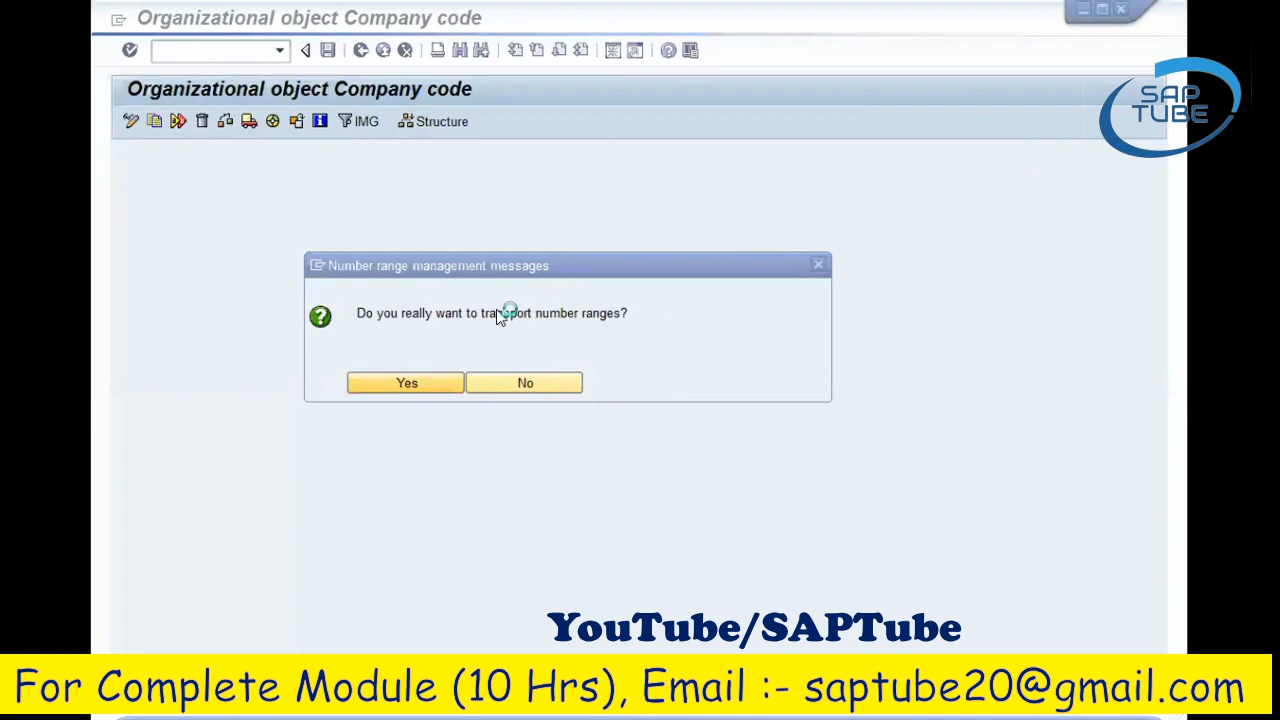 Organizational object Company code
Organizational object Company code
SAP
TUBE
IMG Structure
Number range management messages
Do you really want to transport number ranges?
Yes No
YouTube/SAPTube
For Complete Module (10 Hrs), Email :- saptube20@gmail.com